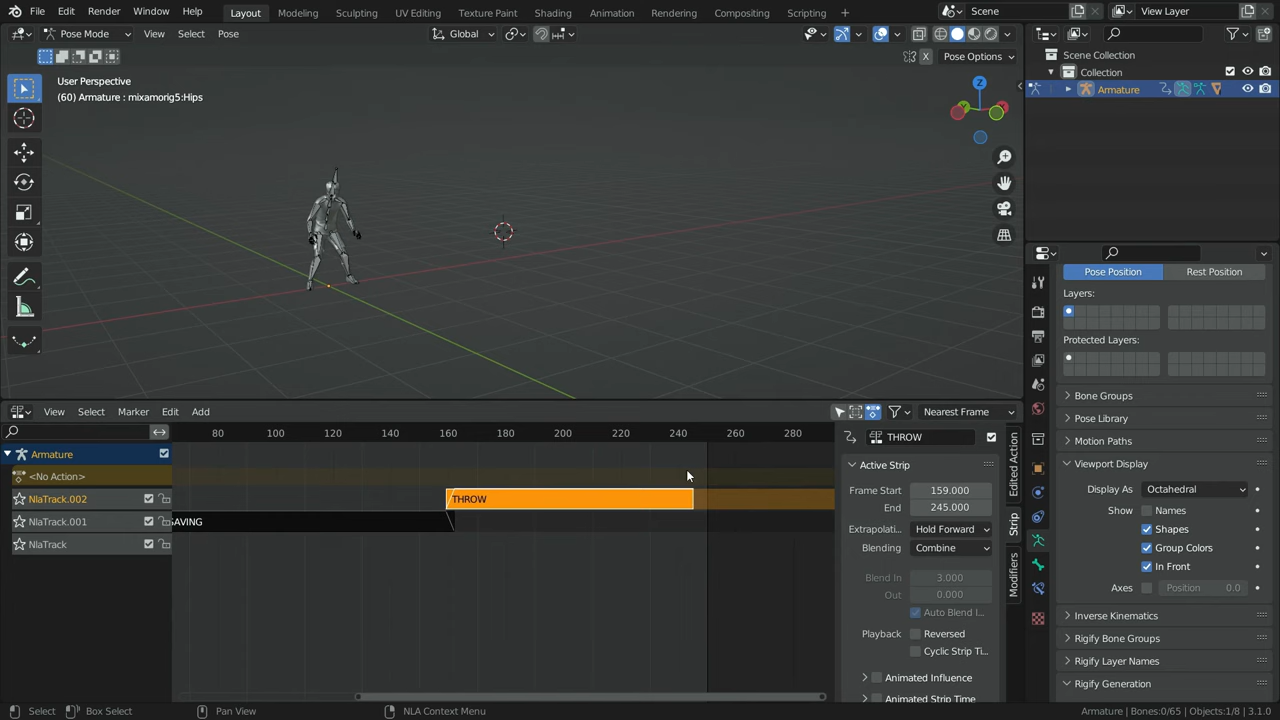 File Edit Render Window Help Layout Modeling Sculpting UV Editing Texture Paint Shading Animation Rendering Compositing Scripting + Scene View Layer
Pose Mode View Select Pose Global
X Pose Options
User Perspective
(60) Armature : mixamorig5:Hips
Scene Collection
Collection
Armature
Pose Position Rest Position
Layers:
Protected Layers:
Bone Groups
Pose Library
Motion Paths
Viewport Display
Display As Octahedral
Show Names
Shapes
Group Colors
In Front
Axes Position 0.0
Inverse Kinematics
Rigify Bone Groups
Rigify Layer Names
Rigify Generation
View Select Marker Edit Add Nearest Frame
80 100 120 140 160 180 200 220 240 260 280
Armature
<No Action>
NlaTrack.002 THROW
NlaTrack.001 SAVING
NlaTrack
THROW
Active Strip
Frame Start 159.000
End 245.000
Extrapolati... Hold Forward
Blending Combine
Blend In 3.000
Out 0.000
Auto Blend I...
Playback Reversed
Cyclic Strip Ti...
Animated Influence
Animated Strip Time
Edited Action
Strip
Modifiers
Select Box Select Pan View NLA Context Menu Armature | Bones:0/65 | Objects:1/8 | 3.1.0